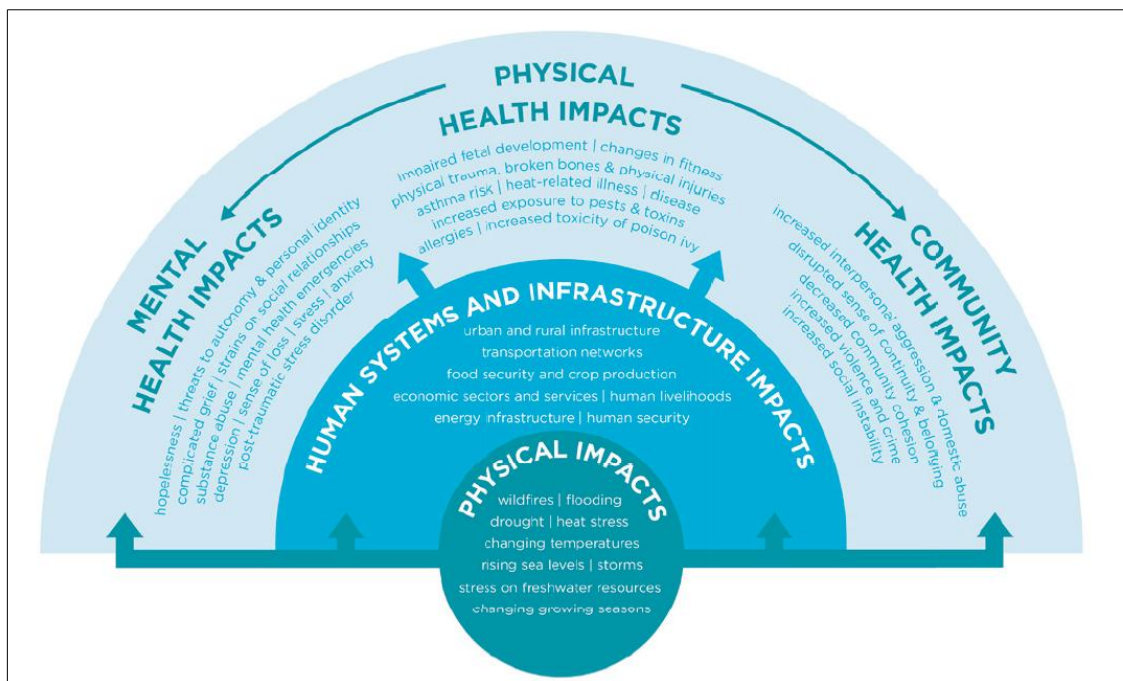 PHYSICAL
HEALTH IMPACTS
impaired fetal development | changes in fitness
physical trauma, broken bones & physical injuries
asthma risk | heat-related illness | disease
increased exposure to pests & toxins
allergies | increased toxicity of poison ivy
MENTAL
HEALTH IMPACTS
hopelessness | threats to autonomy & personal identity
complicated grief | strains on social relationships
substance abuse | mental health emergencies
depression | sense of loss | stress | anxiety
post-traumatic stress disorder
COMMUNITY
HEALTH IMPACTS
increased interpersonal aggression & domestic abuse
disrupted sense of continuity & belonging
decreased community cohesion
increased violence and crime
increased social instability
HUMAN SYSTEMS AND INFRASTRUCTURE IMPACTS
urban and rural infrastructure
transportation networks
food security and crop production
economic sectors and services | human livelihoods
energy infrastructure | human security
PHYSICAL IMPACTS
wildfires | flooding
drought | heat stress
changing temperatures
rising sea levels | storms
stress on freshwater resources
changing growing seasons